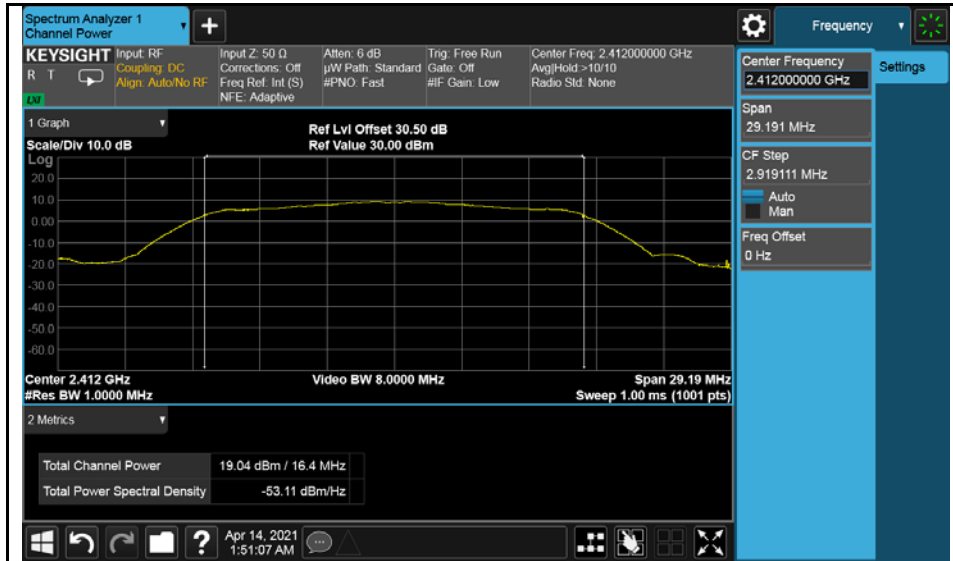 Spectrum Analyzer 1
Channel Power
Frequency
KEYSIGHT Input: RF Input Z: 50 Ω Atten: 6 dB Trig: Free Run Center Freq: 2.412000000 GHz
R T Coupling: DC Corrections: Off µW Path: Standard Gate: Off Avg|Hold:>10/10
Align: Auto/No RF Freq Ref: Int (S) #PNO: Fast #IF Gain: Low Radio Std: None
LXI NFE: Adaptive
Center Frequency
2.412000000 GHz
Settings
Span
29.191 MHz
CF Step
2.919111 MHz
Auto
Man
Freq Offset
0 Hz
1 Graph Ref Lvl Offset 30.50 dB
Scale/Div 10.0 dB Ref Value 30.00 dBm
Log
20.0
10.0
0.00
-10.0
-20.0
-30.0
-40.0
-50.0
-60.0
Center 2.412 GHz Video BW 8.0000 MHz Span 29.19 MHz
#Res BW 1.0000 MHz Sweep 1.00 ms (1001 pts)
2 Metrics
Total Channel Power 19.04 dBm / 16.4 MHz
Total Power Spectral Density -53.11 dBm/Hz
? Apr 14, 2021
1:51:07 AM